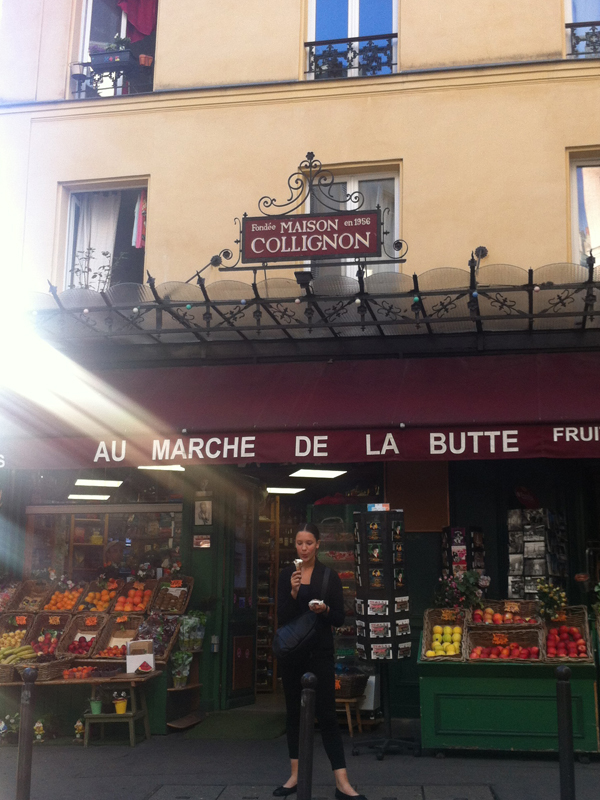 Fondée MAISON en 1956
COLLIGNON
S AU MARCHE DE LA BUTTE FRUI